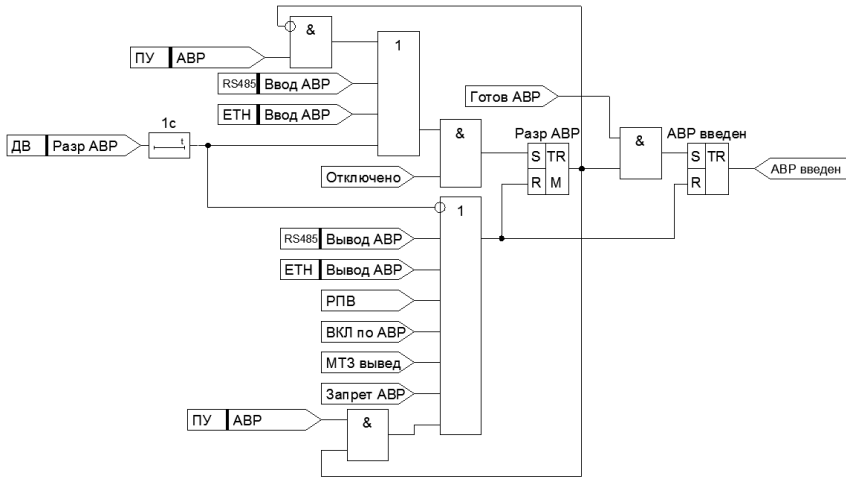 &
1
ПУ АВР
RS485 Ввод АВР
ETH Ввод АВР
Готов АВР
1с
ДВ Разр АВР
t
&
Разр АВР
S TR
R M
&
АВР введен
S TR
R
АВР введен
Отключено
1
RS485 Вывод АВР
ETH Вывод АВР
РПВ
ВКЛ по АВР
МТЗ вывед
Запрет АВР
ПУ АВР
&